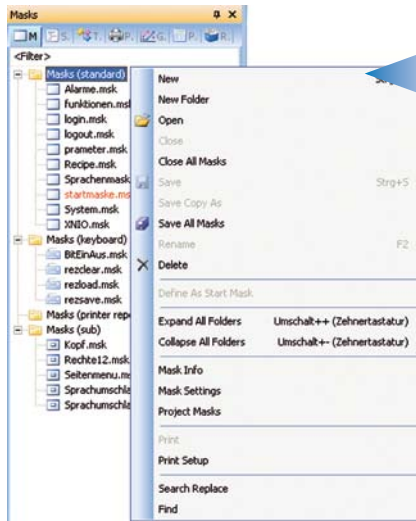 Masks
M S. T. P. G. P. R.
<Filter>
Masks (standard)
Alarme.msk
funktionen.msk
login.msk
logout.msk
prameter.msk
Recipe.msk
Sprachenmask
startmaske.ms
System.msk
XNIO.msk
Masks (keyboard)
BitEinAus.msk
rezclear.msk
rezload.msk
rezsave.msk
Masks (printer rep
Masks (sub)
Kopf.msk
Rechte12.msk
Seitenmenu.m
Sprachumschla
Sprachumschla
New
New Folder
Open
Close
Close All Masks
Save Strg+S
Save Copy As
Save All Masks
Rename F2
Delete
Define As Start Mask
Expand All Folders Umschalt++ (Zehnertastatur)
Collapse All Folders Umschalt+- (Zehnertastatur)
Mask Info
Mask Settings
Project Masks
Print
Print Setup
Search Replace
Find